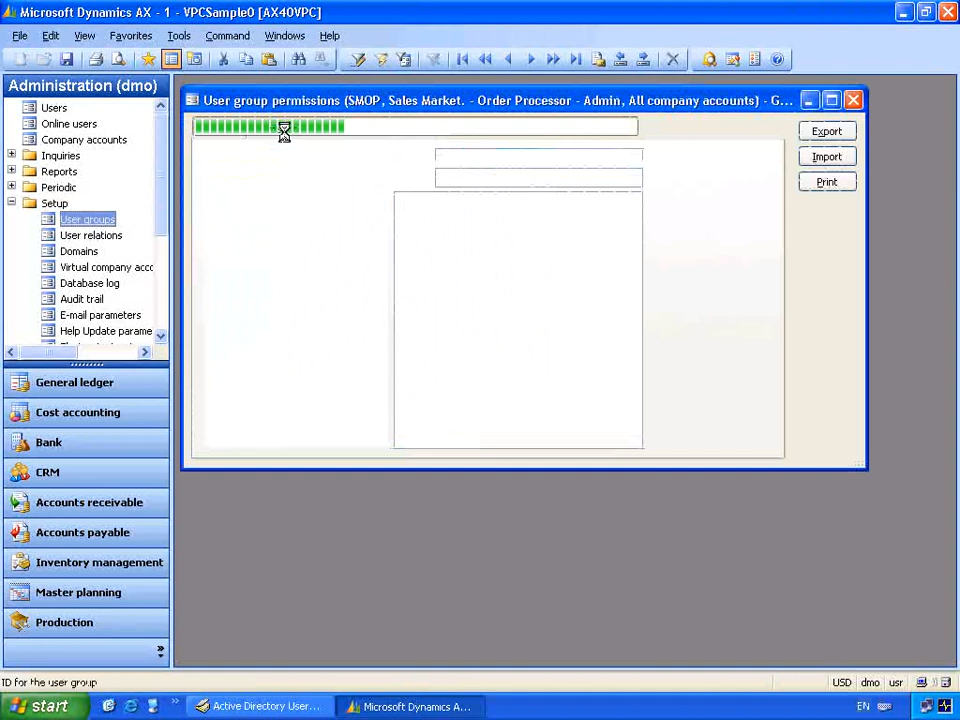 Microsoft Dynamics AX - 1 - VPCSample0 [AX40VPC]
File Edit View Favorites Tools Command Windows Help
Administration (dmo)
Users
Online users
Company accounts
Inquiries
Reports
Periodic
Setup
User groups
User relations
Domains
Virtual company acc
Database log
Audit trail
E-mail parameters
Help Update parame
General ledger
Cost accounting
Bank
CRM
Accounts receivable
Accounts payable
Inventory management
Master planning
Production
User group permissions (SMOP, Sales Market. - Order Processor - Admin, All company accounts) - G...
Export
Import
Print
ID for the user group
USD dmo usr
start
Active Directory User...
Microsoft Dynamics A...
EN